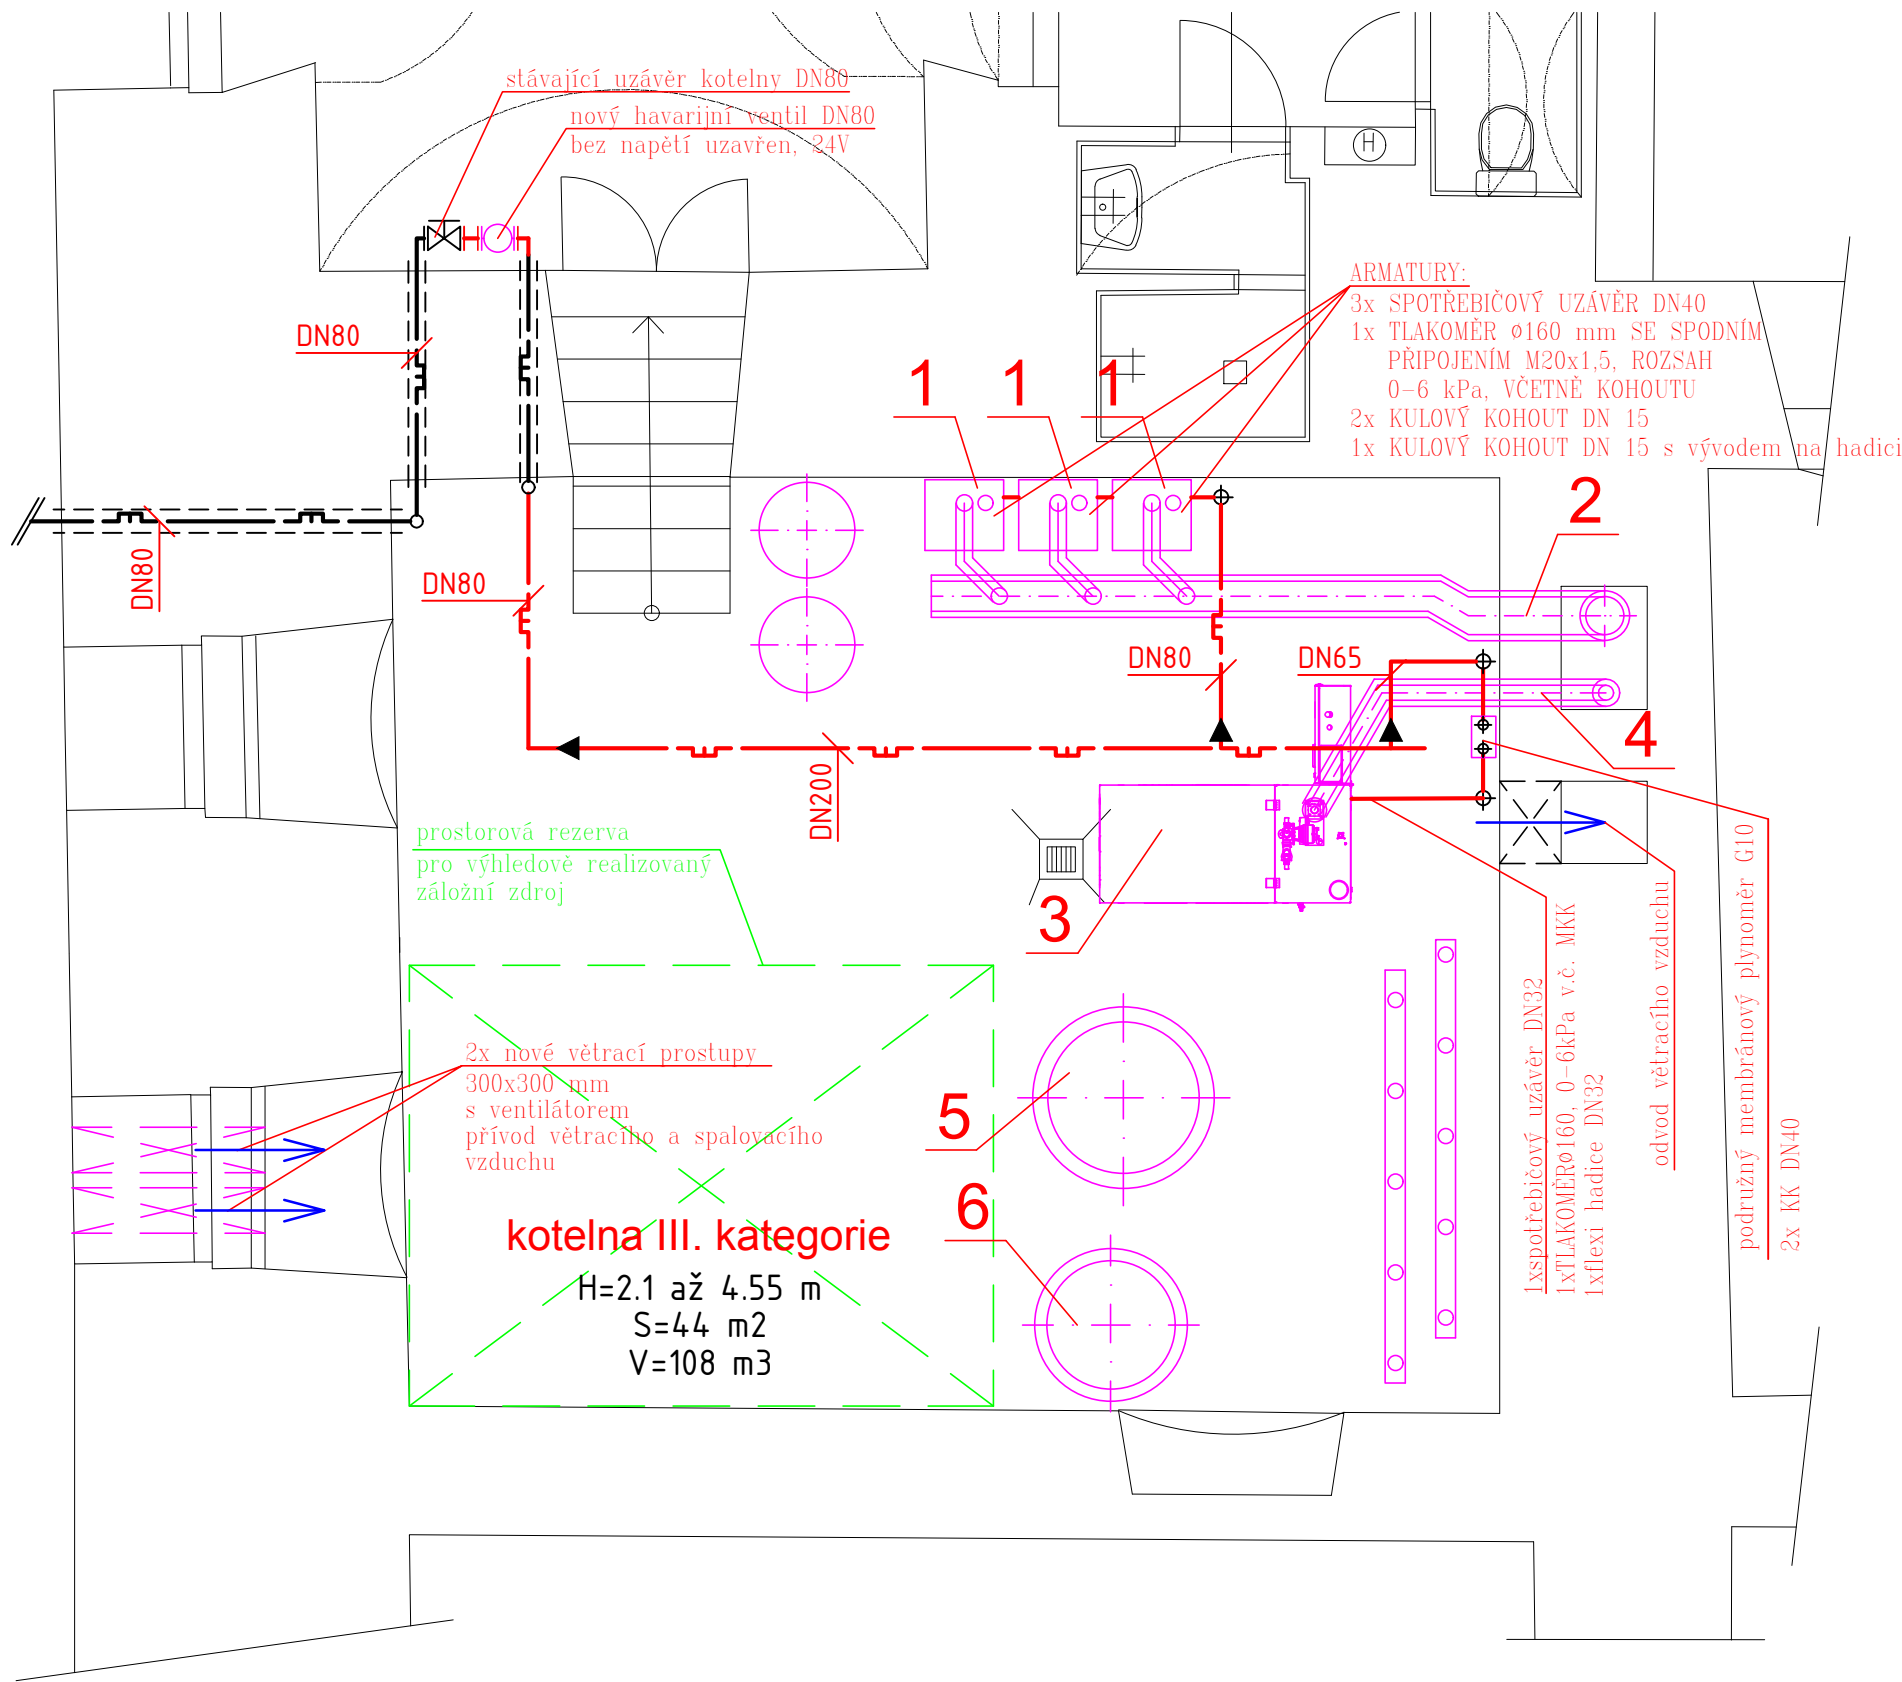 stávající uzávěr kotelny DN80
nový havarijní ventil DN80
bez napětí uzavřen, 24V
H
DN80
DN80
DN80
ARMATURY:
3x SPOTŘEBIČOVÝ UZÁVĚR DN40
1x TLAKOMĚR ø160 mm SE SPODNÍM
PŘIPOJENÍM M20x1,5, ROZSAH
0-6 kPa, VČETNĚ KOHOUTU
2x KULOVÝ KOHOUT DN 15
1x KULOVÝ KOHOUT DN 15 s vývodem na hadici
1
1
1
2
DN80
DN65
4
DN200
3
prostorová rezerva
pro výhledově realizovaný
záložní zdroj
2x nové větrací prostupy
300x300 mm
s ventilátorem
přívod větracího a spalovacího
vzduchu
5
6
kotelna III. kategorie
H=2.1 až 4.55 m
S=44 m2
V=108 m3
1xspotřebičový uzávěr DN32
1xTLAKOMĚRø160, 0-6kPa v.č. MKK
1xflexi hadice DN32
odvod větracího vzduchu
podružný membránový plynoměr G10
2x KK DN40